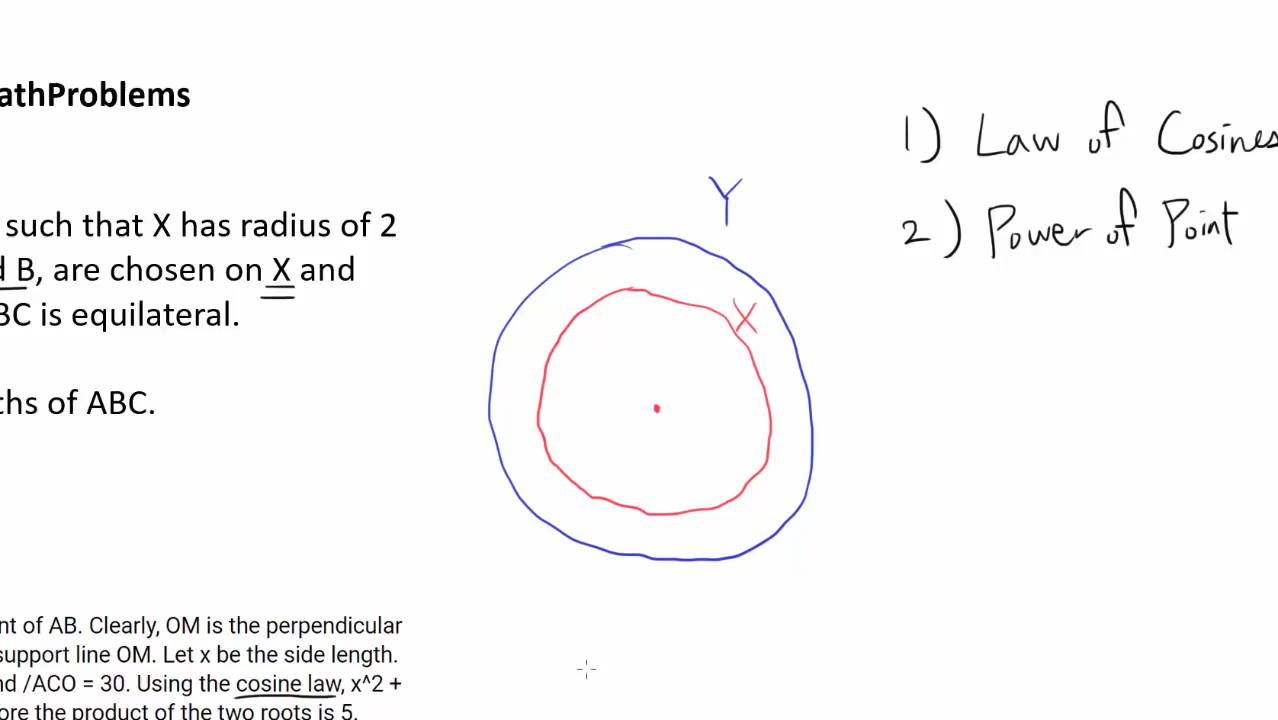 athProblems
1) Law of Cosines
Y
such that X has radius of 2
2) Power of Point
d B, are chosen on X and
X
BC is equilateral.
ths of ABC.
nt of AB. Clearly, OM is the perpendicular
support line OM. Let x be the side length.
nd /ACO = 30. Using the cosine law, x^2 +
ore the product of the two roots is 5.